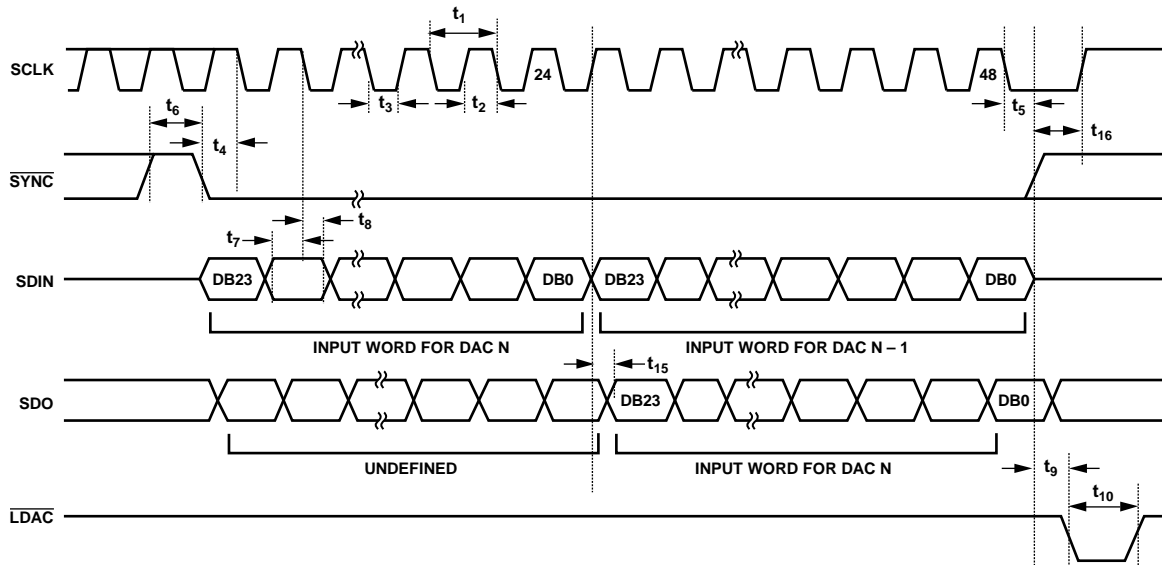 t1
SCLK
24
48
t3
t2
t5
t6
t4
t16
SYNC
t8
t7
SDIN
DB23
DB0
DB23
DB0
INPUT WORD FOR DAC N
INPUT WORD FOR DAC N – 1
t15
SDO
DB23
DB0
UNDEFINED
INPUT WORD FOR DAC N
t9
t10
LDAC